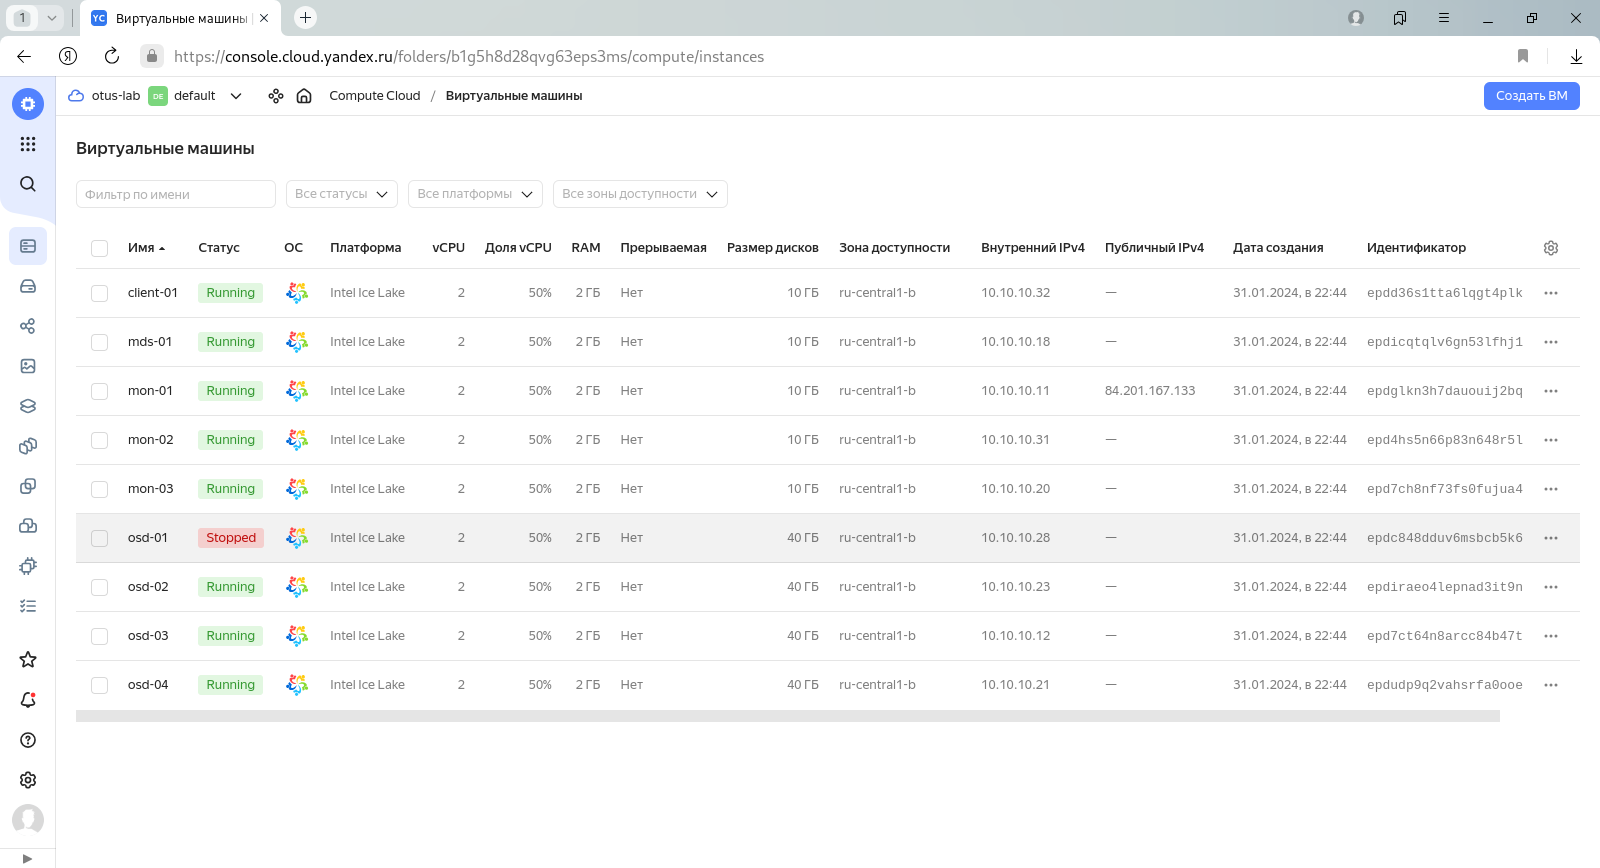 1
YC Виртуальные машины
https://console.cloud.yandex.ru/folders/b1g5h8d28qvg63eps3ms/compute/instances
otus-lab DE default Compute Cloud / Виртуальные машины Создать ВМ
Виртуальные машины
Фильтр по имени Все статусы Все платформы Все зоны доступности
Имя Статус ОС Платформа vCPU Доля vCPU RAM Прерываемая Размер дисков Зона доступности Внутренний IPv4 Публичный IPv4 Дата создания Идентификатор
client-01 Running Intel Ice Lake 2 50% 2 ГБ Нет 10 ГБ ru-central1-b 10.10.10.32 — 31.01.2024, в 22:44 epdd36s1tta6lqgt4plk
mds-01 Running Intel Ice Lake 2 50% 2 ГБ Нет 10 ГБ ru-central1-b 10.10.10.18 — 31.01.2024, в 22:44 epdicqtqlv6gn53lfhj1
mon-01 Running Intel Ice Lake 2 50% 2 ГБ Нет 10 ГБ ru-central1-b 10.10.10.11 84.201.167.133 31.01.2024, в 22:44 epdglkn3h7dauouij2bq
mon-02 Running Intel Ice Lake 2 50% 2 ГБ Нет 10 ГБ ru-central1-b 10.10.10.31 — 31.01.2024, в 22:44 epd4hs5n66p83n648r5l
mon-03 Running Intel Ice Lake 2 50% 2 ГБ Нет 10 ГБ ru-central1-b 10.10.10.20 — 31.01.2024, в 22:44 epd7ch8nf73fs0fujua4
osd-01 Stopped Intel Ice Lake 2 50% 2 ГБ Нет 40 ГБ ru-central1-b 10.10.10.28 — 31.01.2024, в 22:44 epdc848dduv6msbcb5k6
osd-02 Running Intel Ice Lake 2 50% 2 ГБ Нет 40 ГБ ru-central1-b 10.10.10.23 — 31.01.2024, в 22:44 epdiraeo4lepnad3it9n
osd-03 Running Intel Ice Lake 2 50% 2 ГБ Нет 40 ГБ ru-central1-b 10.10.10.12 — 31.01.2024, в 22:44 epd7ct64n8arcc84b47t
osd-04 Running Intel Ice Lake 2 50% 2 ГБ Нет 40 ГБ ru-central1-b 10.10.10.21 — 31.01.2024, в 22:44 epdudp9q2vahsrfa0ooe